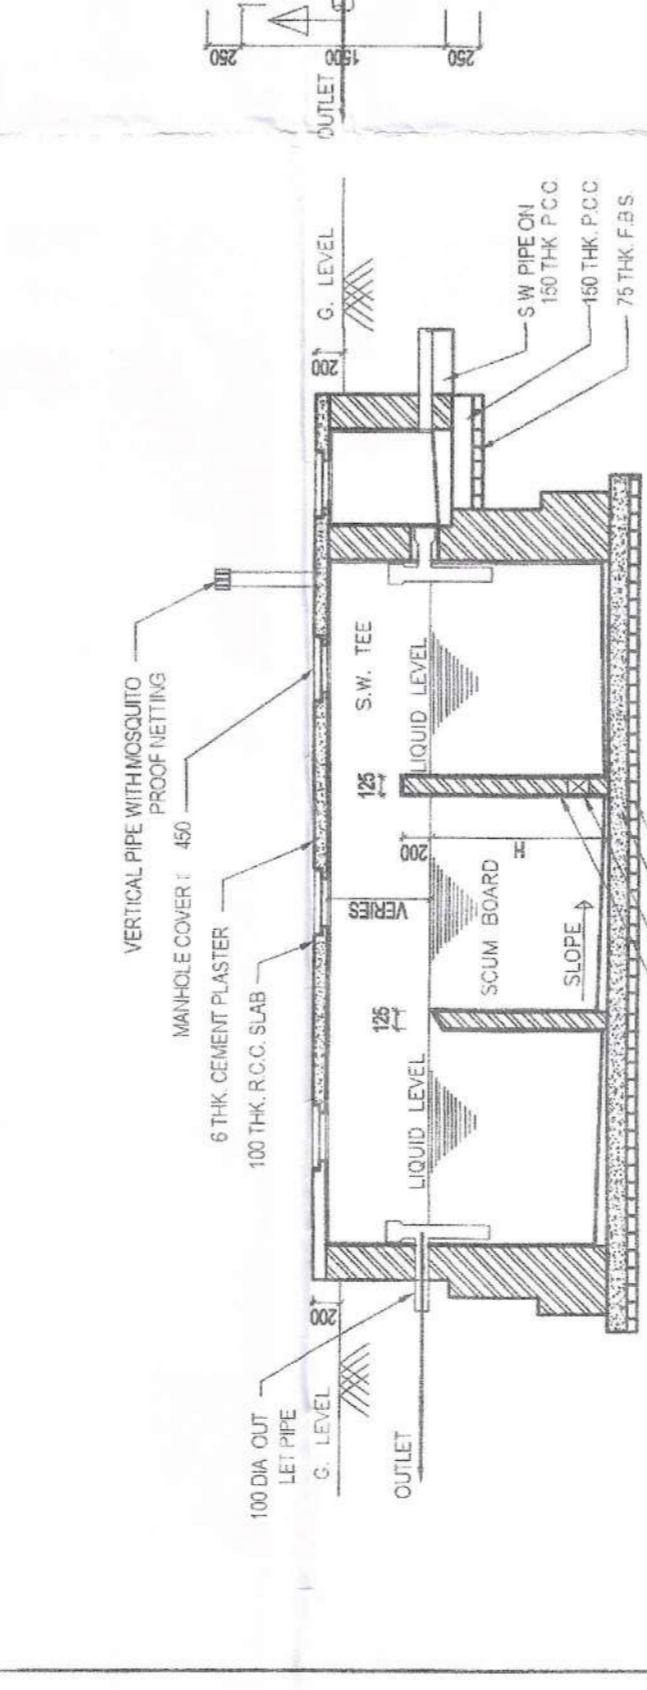 VERTICAL PIPE WITH MOSQUITO
PROOF NETTING
MANHOLE COVER 450
6 THK. CEMENT PLASTER
100 THK. R.C.C. SLAB
100 DIA OUT
LET PIPE
G. LEVEL
200
OUTLET
LIQUID LEVEL
125
VERIES
SCUM BOARD
SLOPE
200
H
125
S.W. TEE
LIQUID LEVEL
200
G. LEVEL
S.W PIPE ON
150 THK P.C.C.
150 THK. P.C.C
75 THK. F.B.S.
OUTLET
250
1500
250